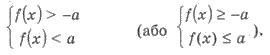 { f(x) > -a
{ f(x) < a
(або { f(x) ≥ -a
{ f(x) ≤ a ).